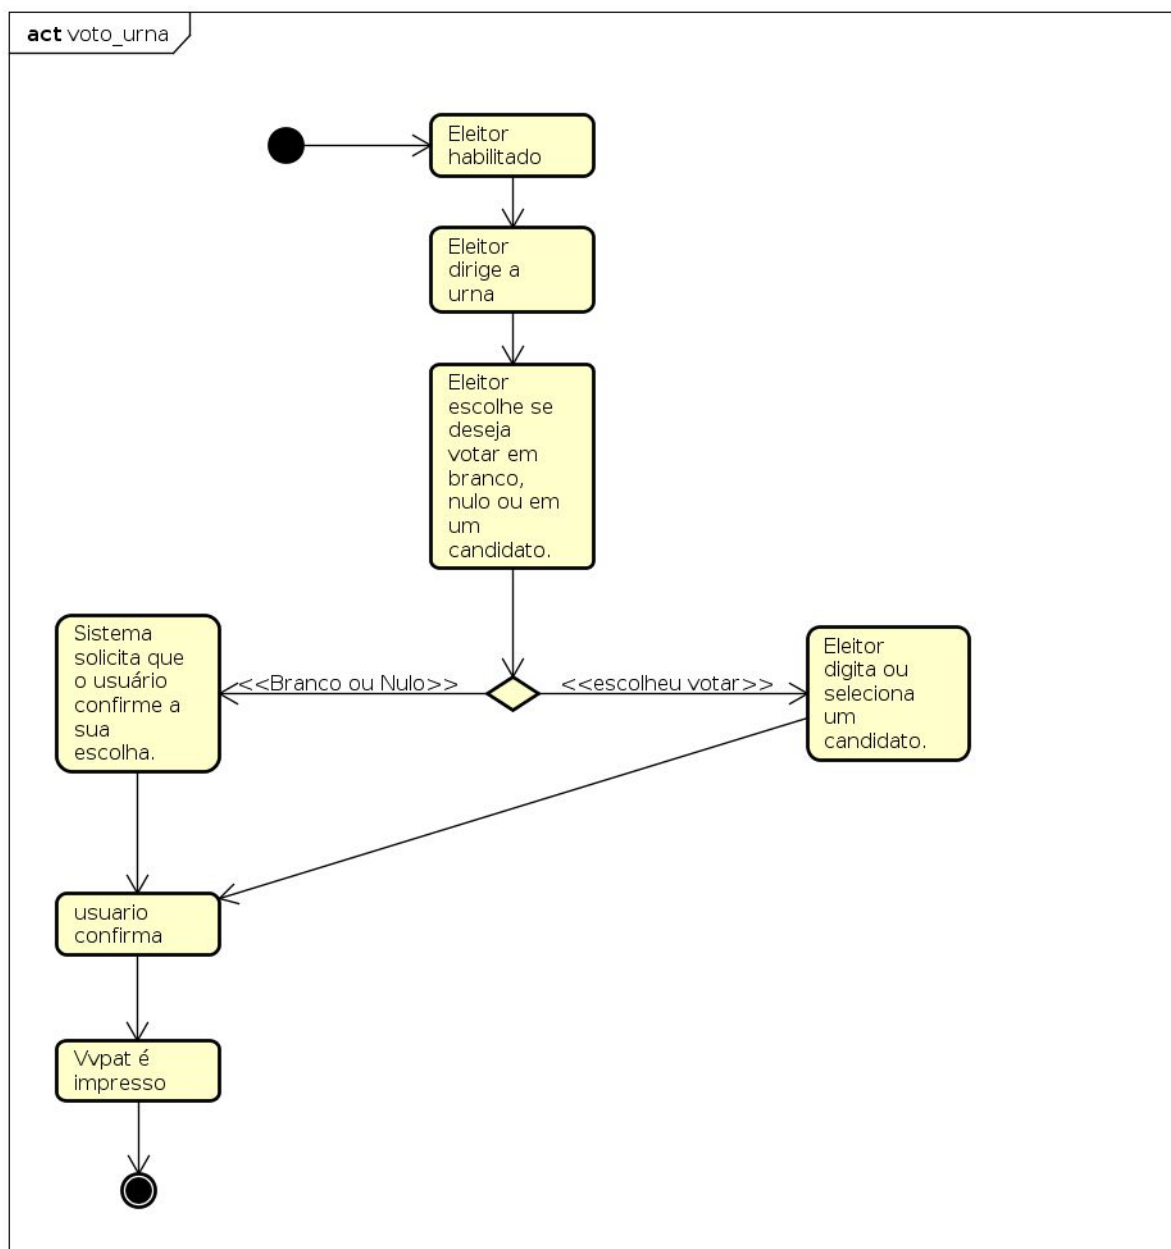 act voto_urna
Eleitor
habilitado
Eleitor
dirige a
urna
Eleitor
escolhe se
deseja
votar em
branco,
nulo ou em
um
candidato.
Sistema
solicita que
o usuário
confirme a
sua
escolha.
<<Branco ou Nulo>>
<<escolheu votar>>
Eleitor
digita ou
seleciona
um
candidato.
usuario
confirma
Vvpat é
impresso